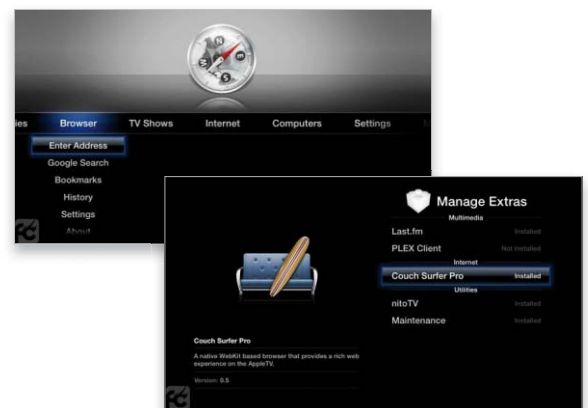 ies Browser TV Shows Internet Computers Settings M
Enter Address
Google Search
Bookmarks
History
Settings
About
N
W
E
S
FC
Manage Extras
Multimedia
Last.fm Installed
PLEX Client Not Installed
Internet
Couch Surfer Pro Installed
Utilities
nitoTV Installed
Maintenance Installed
Couch Surfer Pro
A native WebKit based browser that provides a rich web
experience on the AppleTV.
Version: 0.5
FC